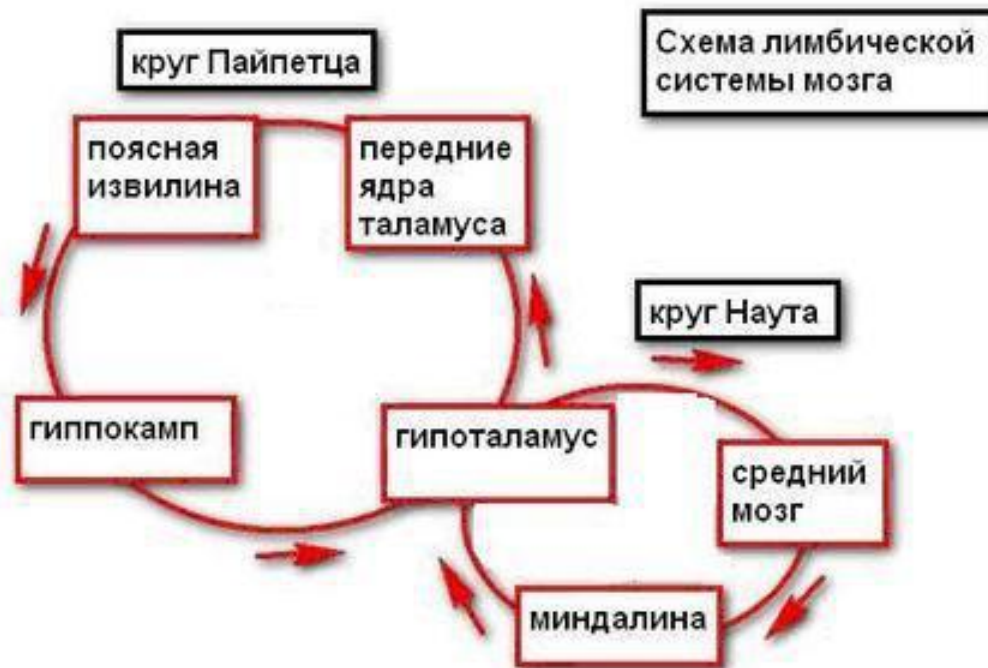 круг Пайпетца
Схема лимбической
системы мозга
поясная
извилина
передние
ядра
таламуса
круг Наута
гиппокамп
гипоталамус
средний
мозг
миндалина